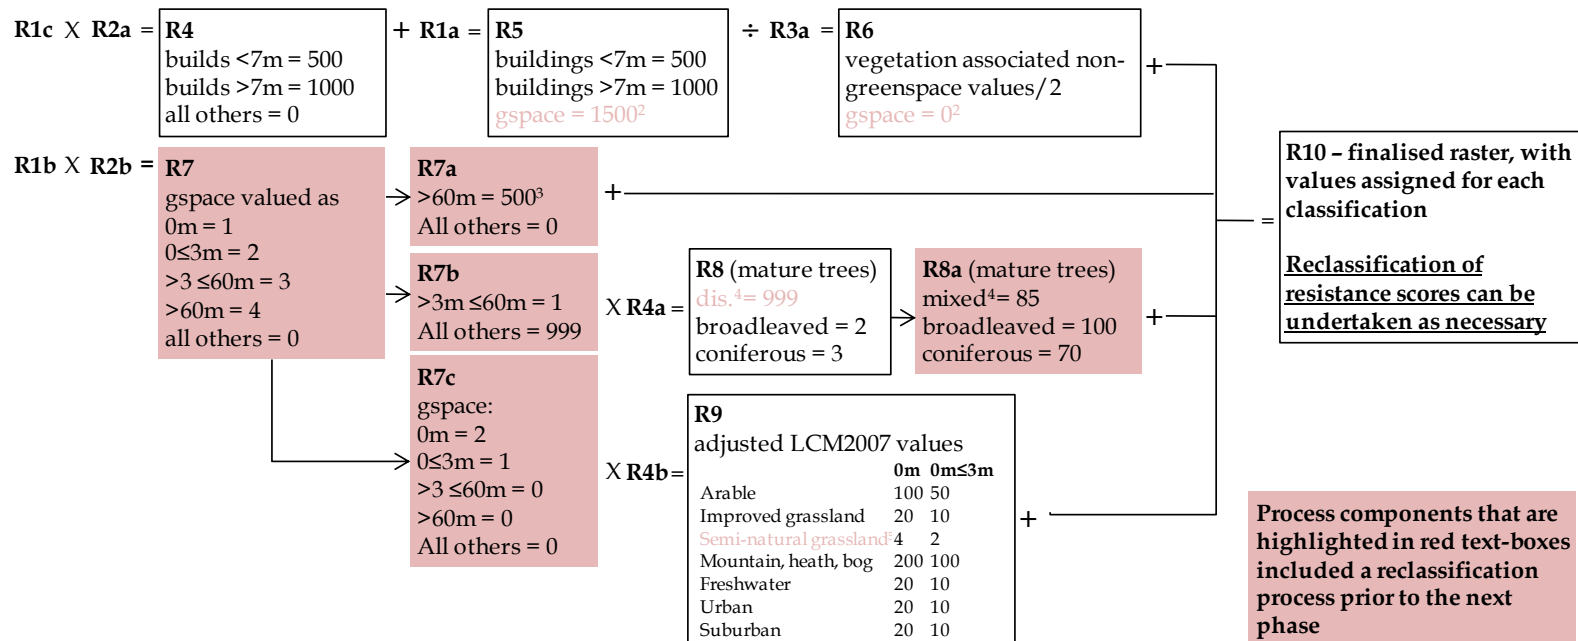 R1c X R2a =
R4
builds <7m = 500
builds >7m = 1000
all others = 0
+ R1a =
R5
buildings <7m = 500
buildings >7m = 1000
gspace = 1500²
÷ R3a =
R6
vegetation associated non-
greenspace values/2
gspace = 0²
+
R1b X R2b =
R7
gspace valued as
0m = 1
0≤3m = 2
>3 ≤60m = 3
>60m = 4
all others = 0
R7a
>60m = 500³
All others = 0
+
R7b
>3m ≤60m = 1
All others = 999
X R4a =
R8 (mature trees)
dis.⁴= 999
broadleaved = 2
coniferous = 3
R8a (mature trees)
mixed⁴= 85
broadleaved = 100
coniferous = 70
+
R7c
gspace:
0m = 2
0≤3m = 1
>3 ≤60m = 0
>60m = 0
All others = 0
X R4b =
R9
adjusted LCM2007 values
0m 0m≤3m
Arable 100 50
Improved grassland 20 10
Semi-natural grassland⁵ 4 2
Mountain, heath, bog 200 100
Freshwater 20 10
Urban 20 10
Suburban 20 10
+
=
R10 – finalised raster, with
values assigned for each
classification
Reclassification of
resistance scores can be
undertaken as necessary
Process components that are
highlighted in red text-boxes
included a reclassification
process prior to the next
phase